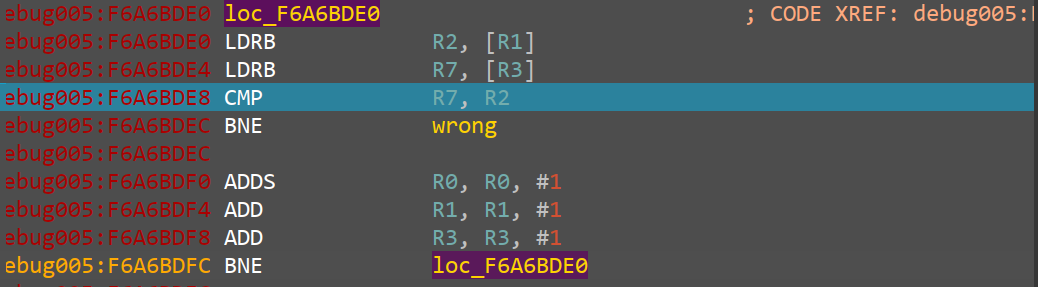 ebug005:F6A6BDE0 loc_F6A6BDE0 ; CODE XREF: debug005:
ebug005:F6A6BDE0 LDRB R2, [R1]
ebug005:F6A6BDE4 LDRB R7, [R3]
ebug005:F6A6BDE8 CMP R7, R2
ebug005:F6A6BDEC BNE wrong
ebug005:F6A6BDEC
ebug005:F6A6BDF0 ADDS R0, R0, #1
ebug005:F6A6BDF4 ADD R1, R1, #1
ebug005:F6A6BDF8 ADD R3, R3, #1
ebug005:F6A6BDFC BNE loc_F6A6BDE0